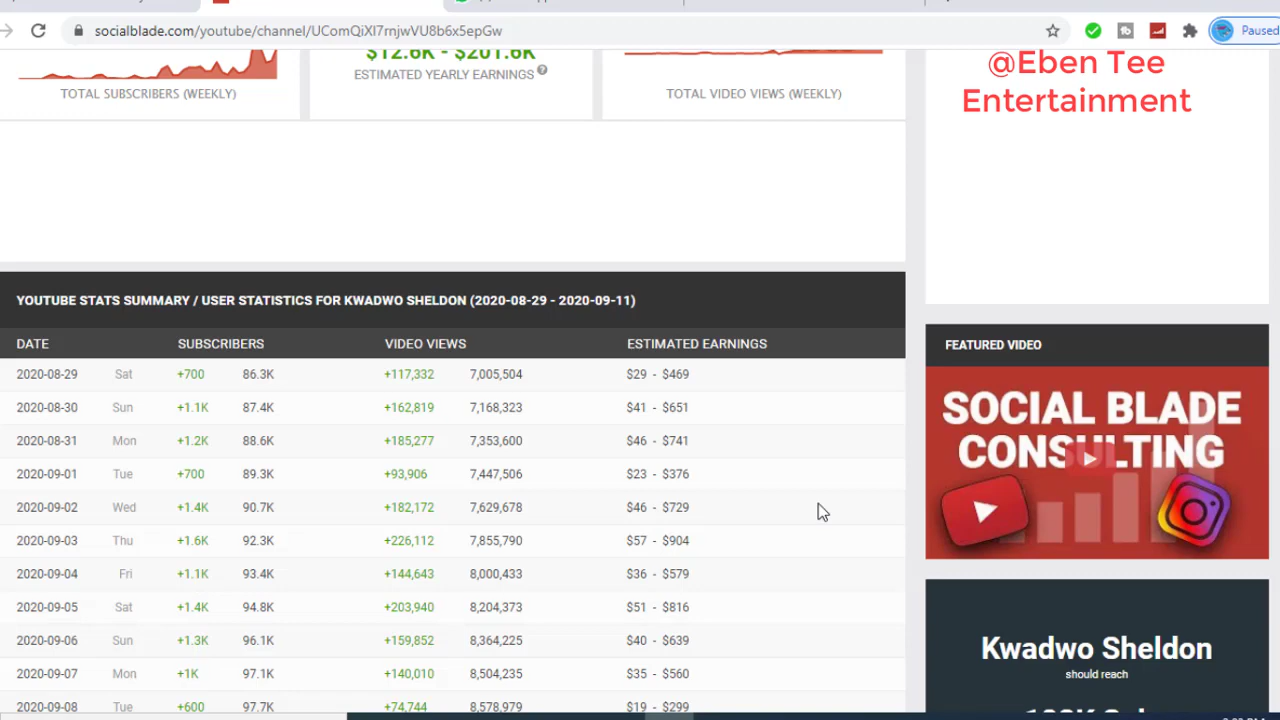 socialblade.com/youtube/channel/UComQiXI7rnjwVU8b6x5epGw
Paused
$12.6K - $201.6K
ESTIMATED YEARLY EARNINGS
TOTAL SUBSCRIBERS (WEEKLY)
TOTAL VIDEO VIEWS (WEEKLY)
@Eben Tee
Entertainment
YOUTUBE STATS SUMMARY / USER STATISTICS FOR KWADWO SHELDON (2020-08-29 - 2020-09-11)
DATE SUBSCRIBERS VIDEO VIEWS ESTIMATED EARNINGS
2020-08-29 Sat +700 86.3K +117,332 7,005,504 $29 - $469
2020-08-30 Sun +1.1K 87.4K +162,819 7,168,323 $41 - $651
2020-08-31 Mon +1.2K 88.6K +185,277 7,353,600 $46 - $741
2020-09-01 Tue +700 89.3K +93,906 7,447,506 $23 - $376
2020-09-02 Wed +1.4K 90.7K +182,172 7,629,678 $46 - $729
2020-09-03 Thu +1.6K 92.3K +226,112 7,855,790 $57 - $904
2020-09-04 Fri +1.1K 93.4K +144,643 8,000,433 $36 - $579
2020-09-05 Sat +1.4K 94.8K +203,940 8,204,373 $51 - $816
2020-09-06 Sun +1.3K 96.1K +159,852 8,364,225 $40 - $639
2020-09-07 Mon +1K 97.1K +140,010 8,504,235 $35 - $560
2020-09-08 Tue +600 97.7K +74,744 8,578,979 $19 - $299
FEATURED VIDEO
SOCIAL BLADE
CONSULTING
Kwadwo Sheldon
should reach